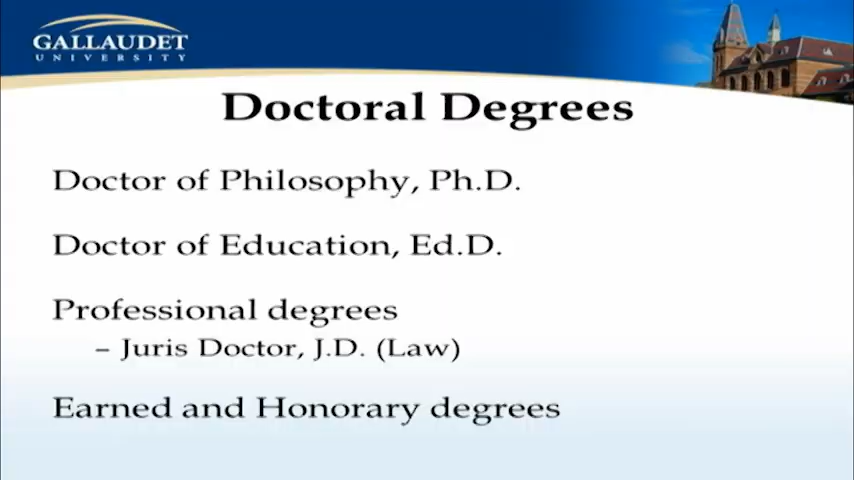 GALLAUDET
UNIVERSITY
Doctoral Degrees
Doctor of Philosophy, Ph.D.
Doctor of Education, Ed.D.
Professional degrees
– Juris Doctor, J.D. (Law)
Earned and Honorary degrees